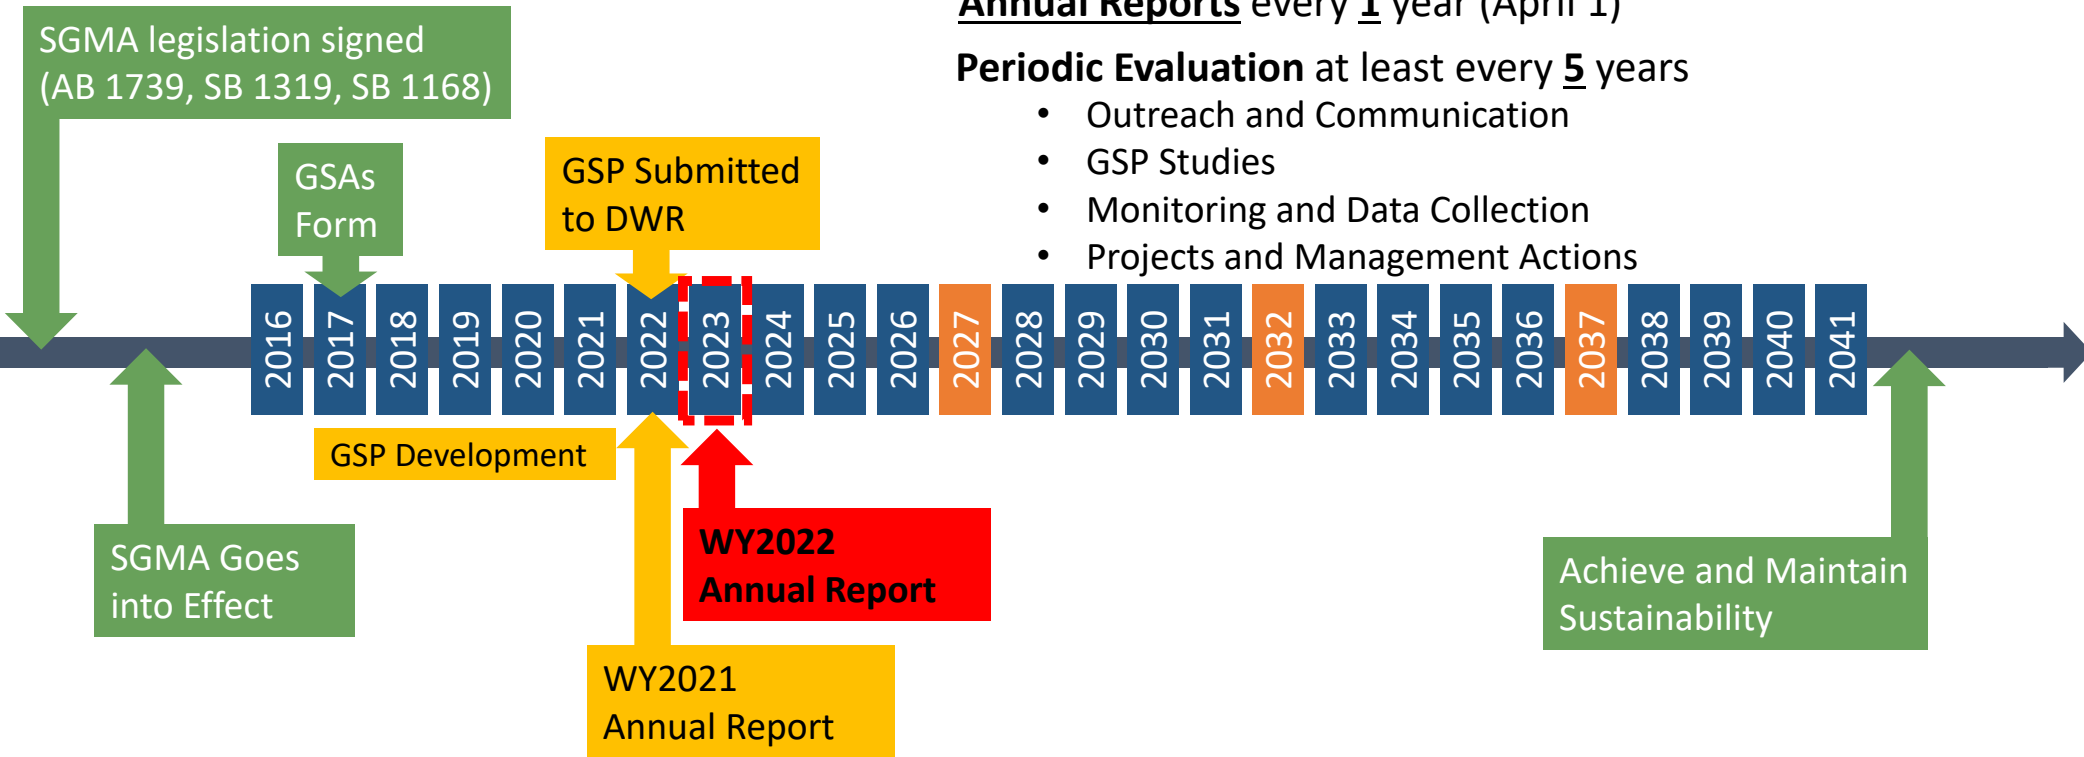 Annual Reports every 1 year (April 1)
SGMA legislation signed
(AB 1739, SB 1319, SB 1168)
Periodic Evaluation at least every 5 years
• Outreach and Communication
• GSP Studies
• Monitoring and Data Collection
• Projects and Management Actions
GSAs
Form
GSP Submitted
to DWR
2016
2017
2018
2019
2020
2021
2022
2023
2024
2025
2026
2027
2028
2029
2030
2031
2032
2033
2034
2035
2036
2037
2038
2039
2040
2041
GSP Development
SGMA Goes
into Effect
WY2022
Annual Report
WY2021
Annual Report
Achieve and Maintain
Sustainability